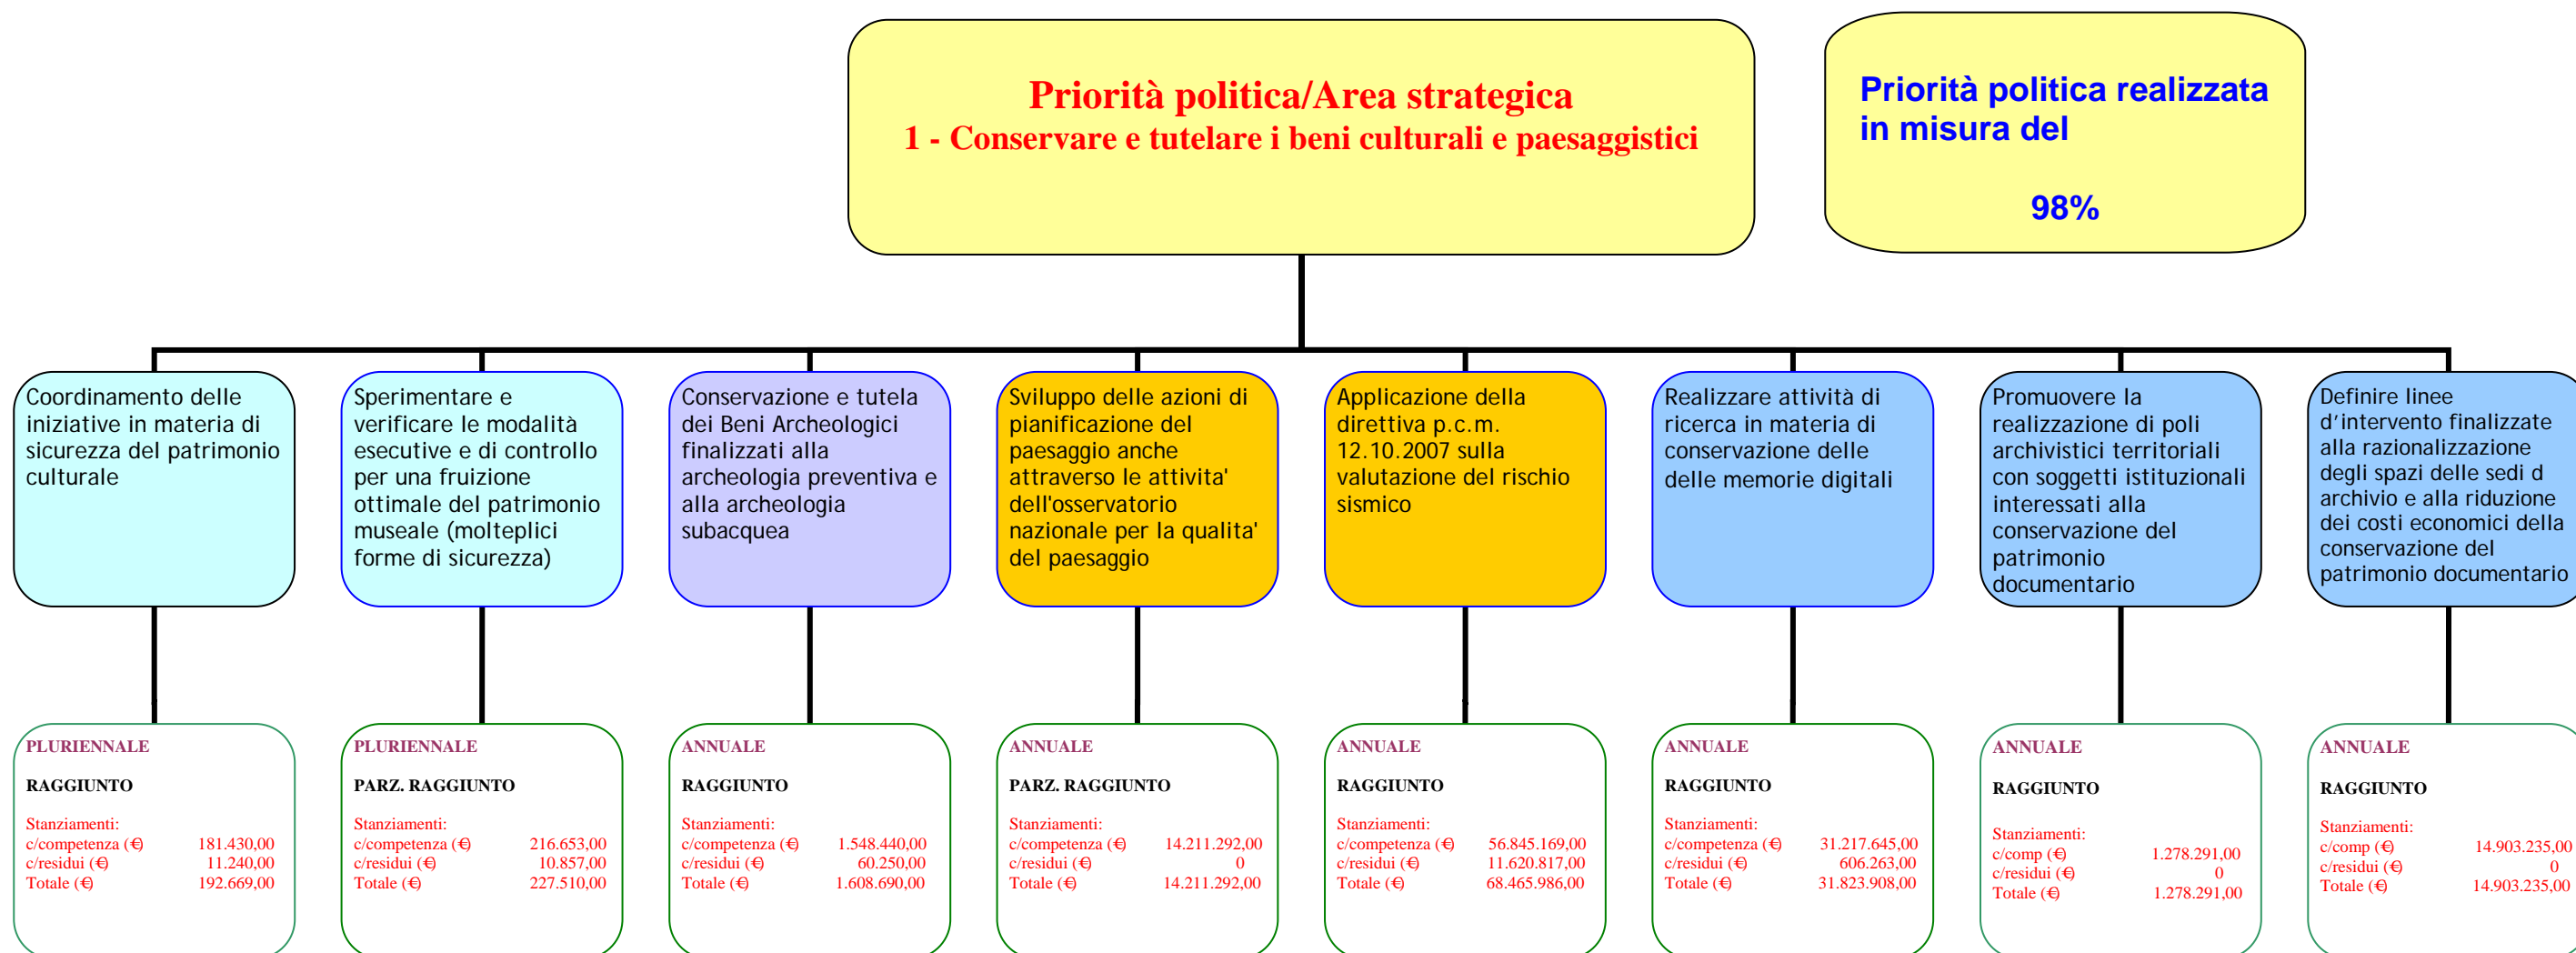 Priorità politica/Area strategica
1 - Conservare e tutelare i beni culturali e paesaggistici
Priorità politica realizzata
in misura del
98%
Coordinamento delle
iniziative in materia di
sicurezza del patrimonio
culturale
Sperimentare e
verificare le modalità
esecutive e di controllo
per una fruizione
ottimale del patrimonio
museale (molteplici
forme di sicurezza)
Conservazione e tutela
dei Beni Archeologici
finalizzati alla
archeologia preventiva e
alla archeologia
subacquea
Sviluppo delle azioni di
pianificazione del
paesaggio anche
attraverso le attivita'
dell'osservatorio
nazionale per la qualita'
del paesaggio
Applicazione della
direttiva p.c.m.
12.10.2007 sulla
valutazione del rischio
sismico
Realizzare attività di
ricerca in materia di
conservazione delle
delle memorie digitali
Promuovere la
realizzazione di poli
archivistici territoriali
con soggetti istituzionali
interessati alla
conservazione del
patrimonio
documentario
Definire linee
d'intervento finalizzate
alla razionalizzazione
degli spazi delle sedi d
archivio e alla riduzione
dei costi economici della
conservazione del
patrimonio documentario
PLURIENNALE
RAGGIUNTO
Stanziamenti:
c/competenza (€) 181.430,00
c/residui (€) 11.240,00
Totale (€) 192.669,00
PLURIENNALE
PARZ. RAGGIUNTO
Stanziamenti:
c/competenza (€) 216.653,00
c/residui (€) 10.857,00
Totale (€) 227.510,00
ANNUALE
RAGGIUNTO
Stanziamenti:
c/competenza (€) 1.548.440,00
c/residui (€) 60.250,00
Totale (€) 1.608.690,00
ANNUALE
PARZ. RAGGIUNTO
Stanziamenti:
c/competenza (€) 14.211.292,00
c/residui (€) 0
Totale (€) 14.211.292,00
ANNUALE
RAGGIUNTO
Stanziamenti:
c/competenza (€) 56.845.169,00
c/residui (€) 11.620.817,00
Totale (€) 68.465.986,00
ANNUALE
RAGGIUNTO
Stanziamenti:
c/competenza (€) 31.217.645,00
c/residui (€) 606.263,00
Totale (€) 31.823.908,00
ANNUALE
RAGGIUNTO
Stanziamenti:
c/comp (€) 1.278.291,00
c/residui (€) 0
Totale (€) 1.278.291,00
ANNUALE
RAGGIUNTO
Stanziamenti:
c/comp (€) 14.903.235,00
c/residui (€) 0
Totale (€) 14.903.235,00